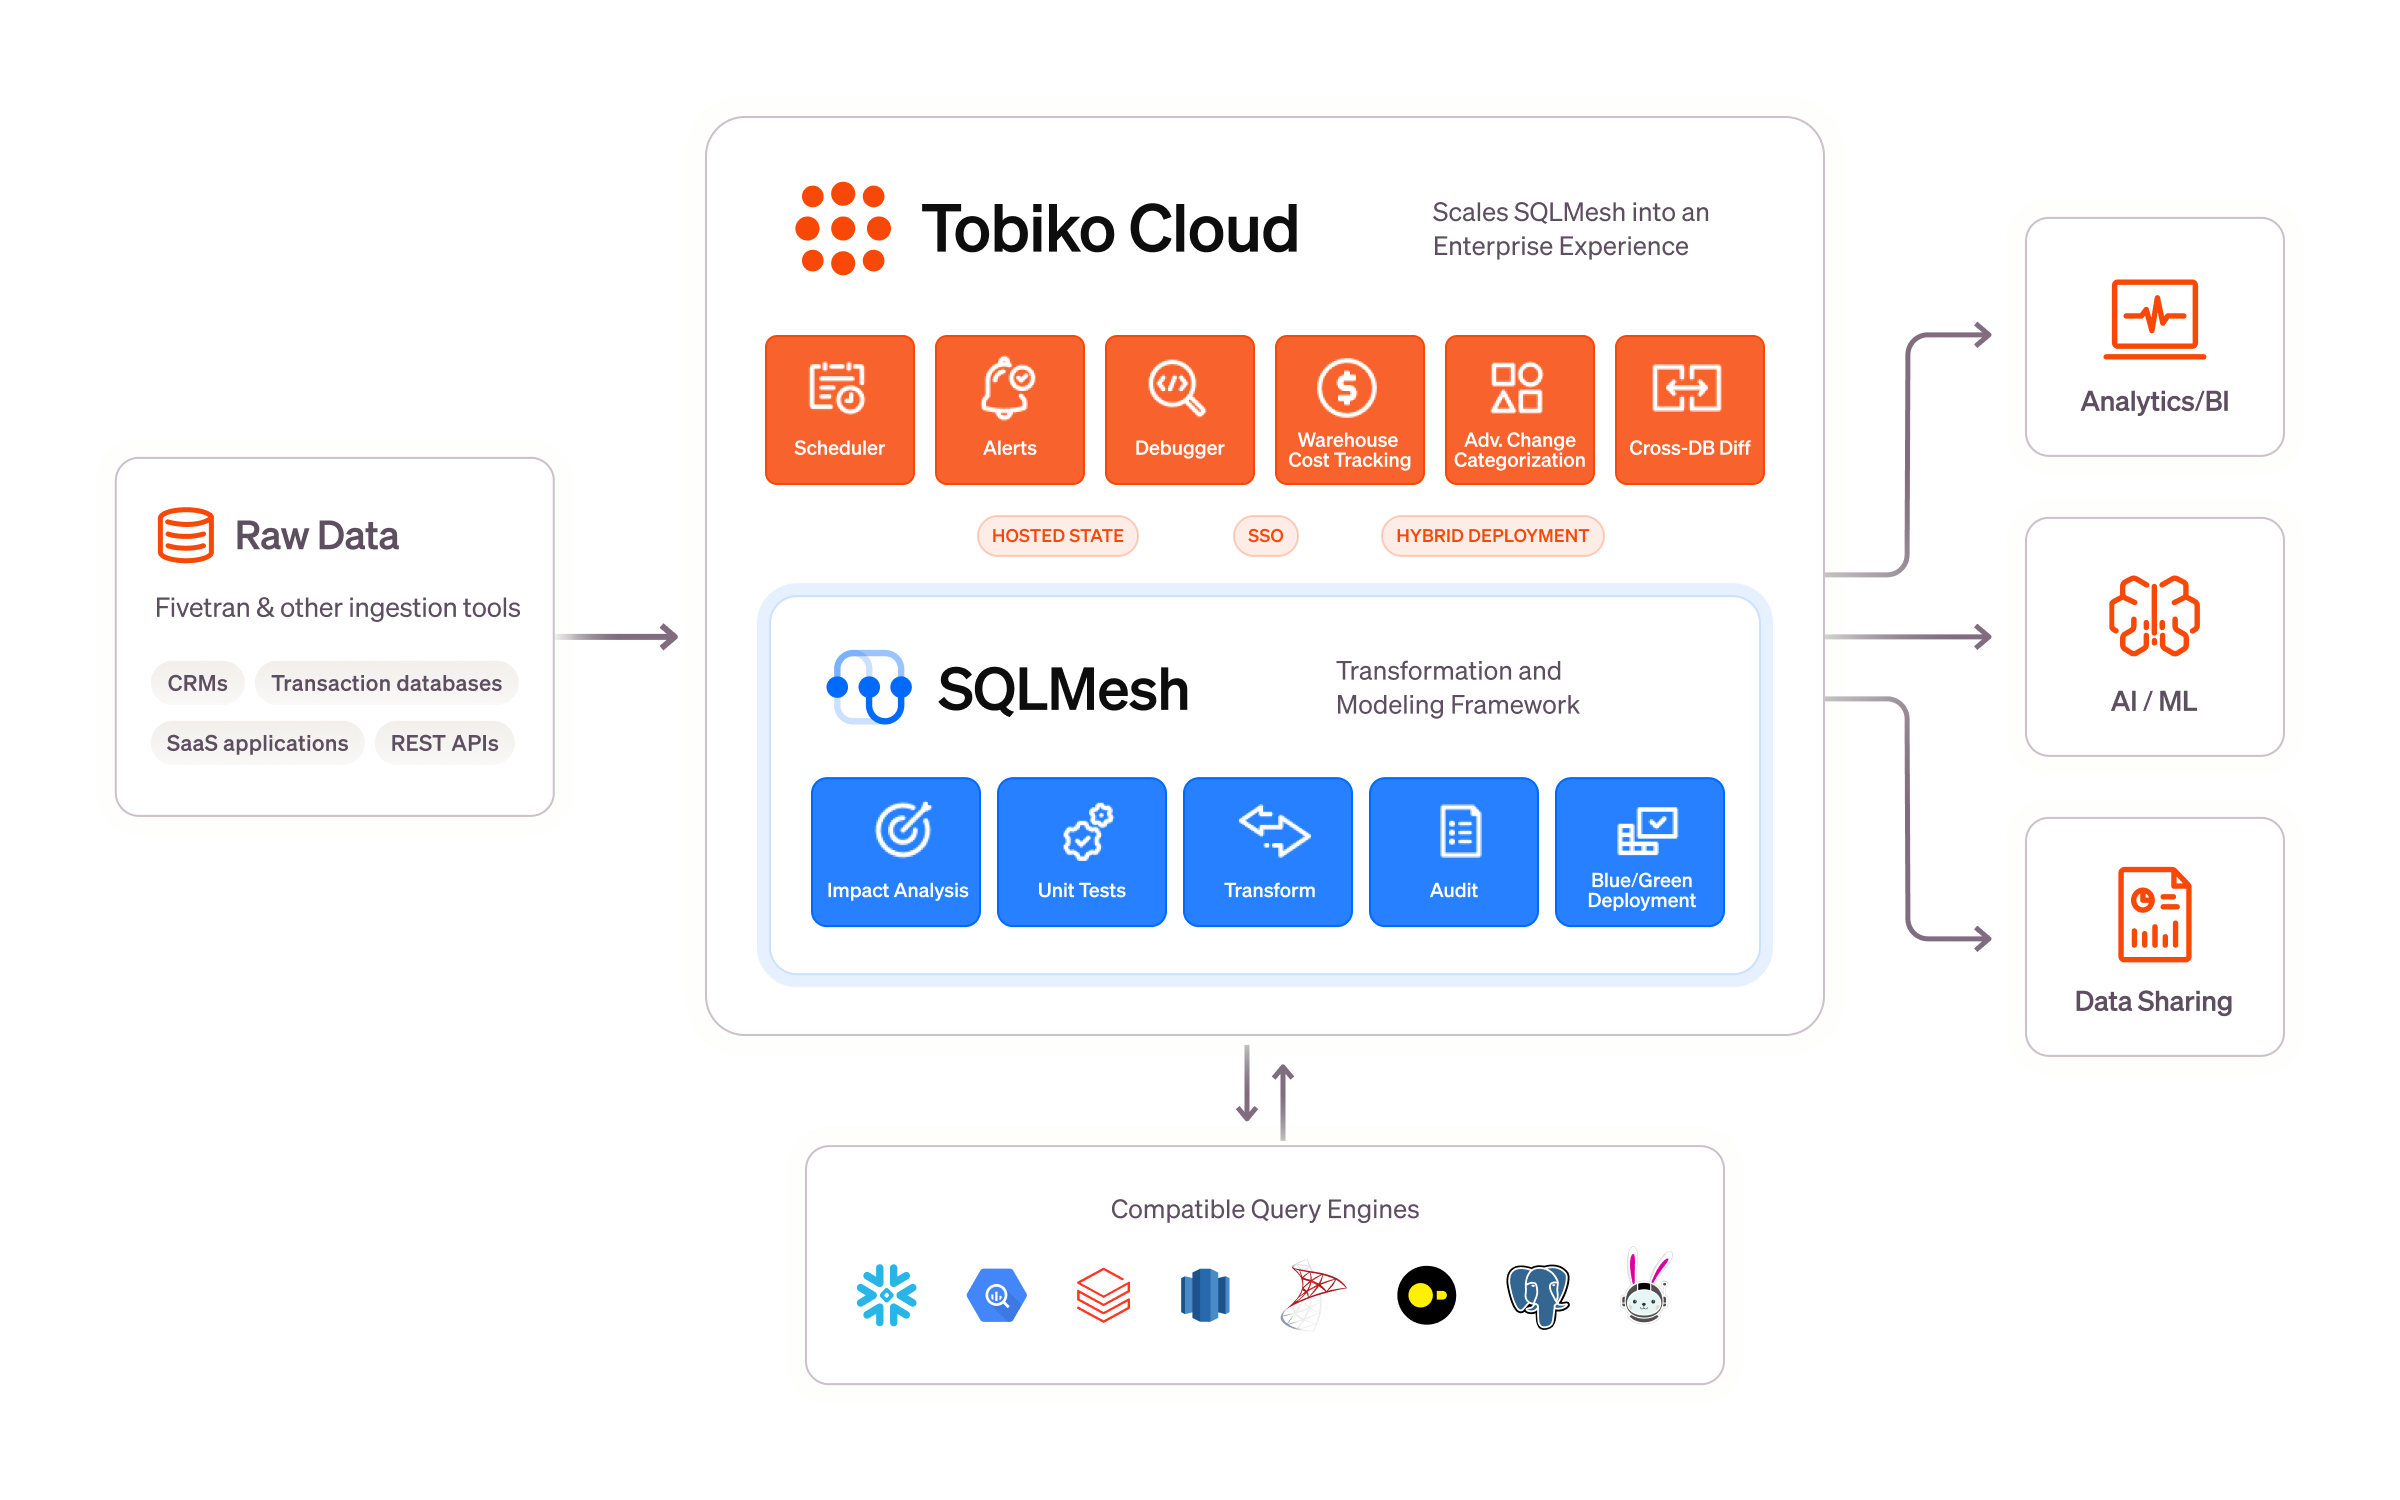 Raw Data
Fivetran & other ingestion tools
CRMs
Transaction databases
SaaS applications
REST APIs
Tobiko Cloud
Scales SQLMesh into an
Enterprise Experience
Scheduler
Alerts
Debugger
Warehouse
Cost Tracking
Adv. Change
Categorization
Cross-DB Diff
HOSTED STATE
SSO
HYBRID DEPLOYMENT
SQLMesh
Transformation and
Modeling Framework
Impact Analysis
Unit Tests
Transform
Audit
Blue/Green
Deployment
Compatible Query Engines
Analytics/BI
AI / ML
Data Sharing